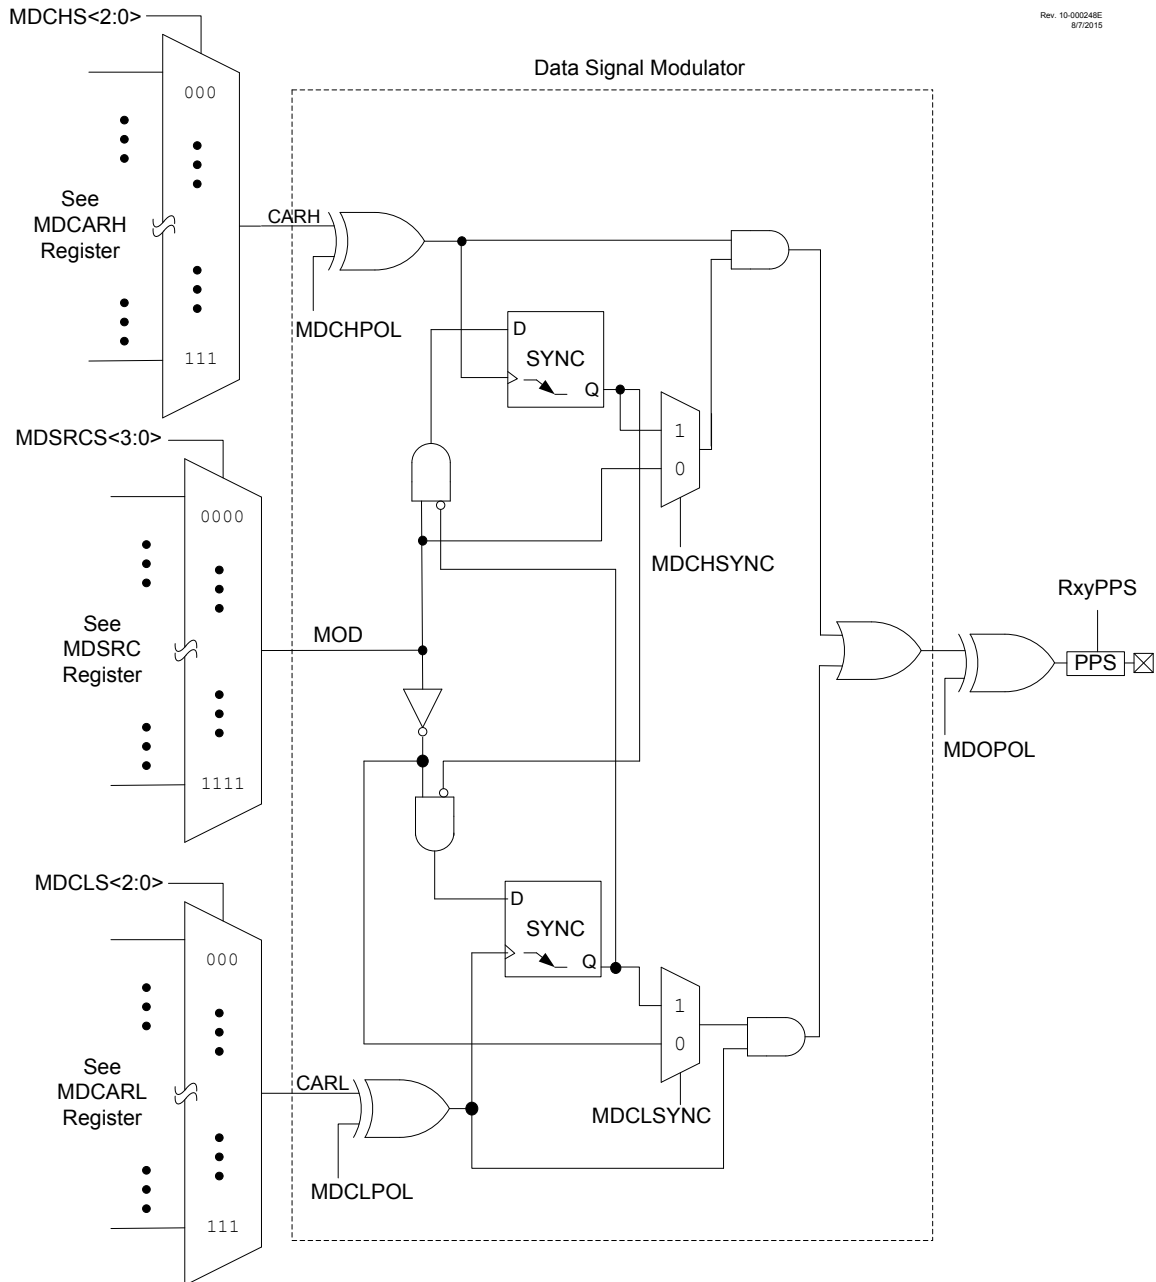 MDCHS<2:0>
Rev. 10-000248E
8/7/2015
Data Signal Modulator
000
See
MDCARH
Register
CARH
MDCHPOL
111
D
SYNC
Q
1
0
MDCHSYNC
MDSRCS<3:0>
0000
See
MDSRC
Register
MOD
1111
RxyPPS
PPS
MDOPOL
MDCLS<2:0>
000
D
SYNC
Q
1
0
MDCLSYNC
See
MDCARL
Register
CARL
MDCLPOL
111